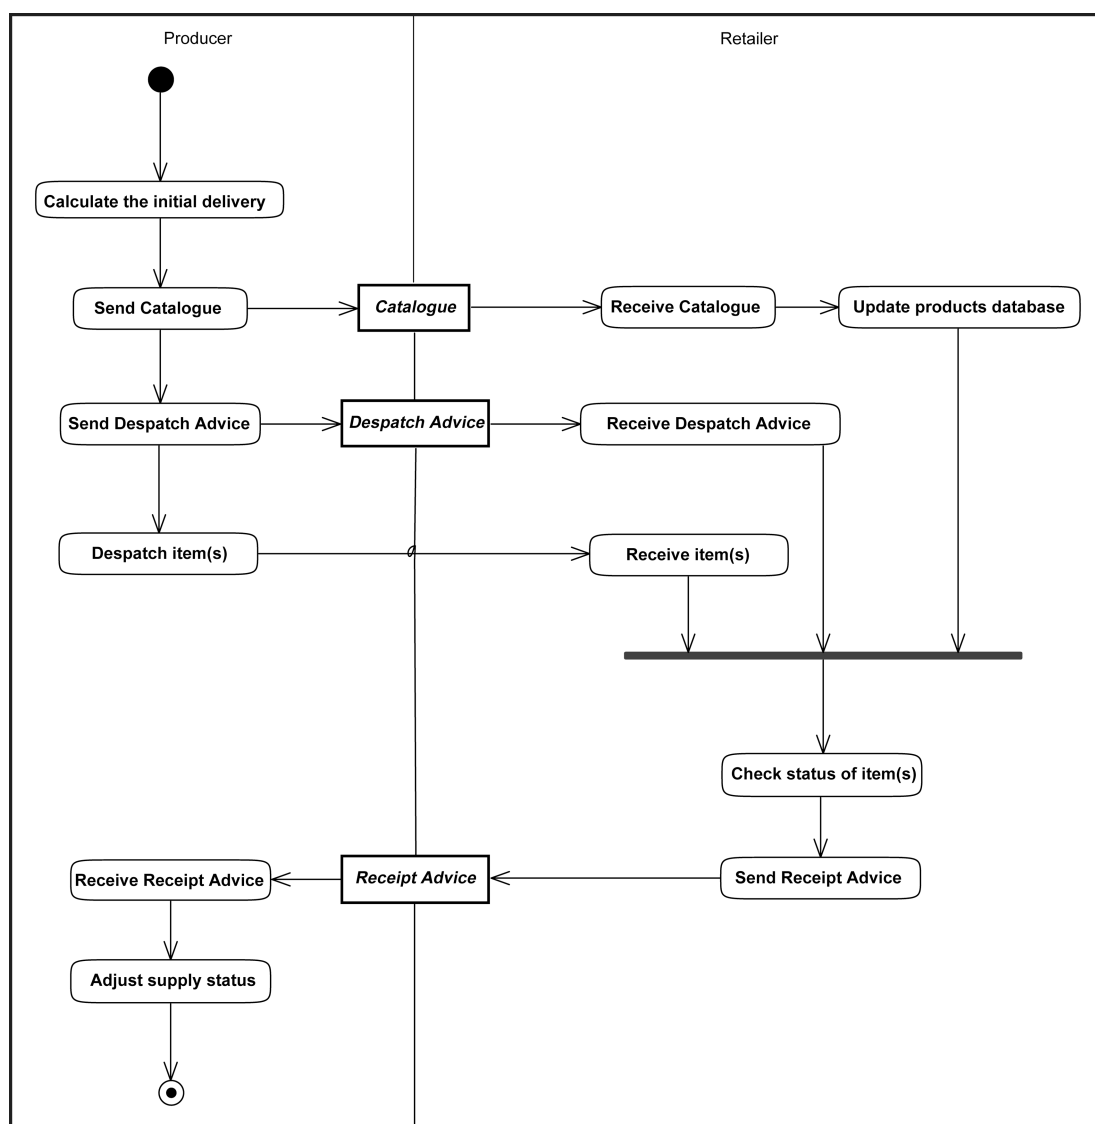 Producer
Retailer
Calculate the initial delivery
Send Catalogue
Catalogue
Receive Catalogue
Update products database
Send Despatch Advice
Despatch Advice
Receive Despatch Advice
Despatch item(s)
Receive item(s)
Check status of item(s)
Receive Receipt Advice
Receipt Advice
Send Receipt Advice
Adjust supply status